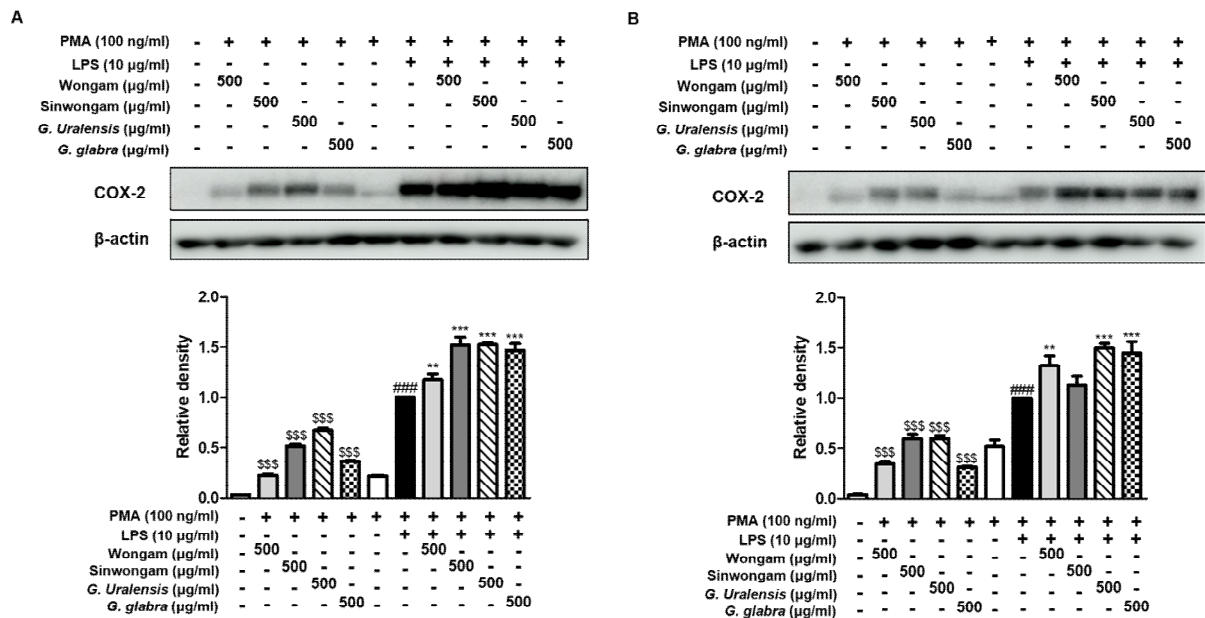 A
PMA (100 ng/ml) - + + + + + + + + + +
LPS (10 µg/ml) - - - - - - + + + + +
Wongam (µg/ml) - 500 - - - - - 500 - - -
Sinwongam (µg/ml) - - 500 - - - - - 500 - -
G. Uralensis (µg/ml) - - - 500 - - - - - 500 -
G. glabra (µg/ml) - - - - 500 - - - - - 500
COX-2
β-actin
Relative density
2.0
1.5
1.0
0.5
0.0
$$$ $$$ $$$ $$$ ### ** *** *** ***
PMA (100 ng/ml) - + + + + + + + + + +
LPS (10 µg/ml) - - - - - - + + + + +
Wongam (µg/ml) - 500 - - - - - 500 - - -
Sinwongam (µg/ml) - - 500 - - - - - 500 - -
G. Uralensis (µg/ml) - - - 500 - - - - - 500 -
G. glabra (µg/ml) - - - - 500 - - - - - 500
B
PMA (100 ng/ml) - + + + + + + + + + +
LPS (10 µg/ml) - - - - - - + + + + +
Wongam (µg/ml) - 500 - - - - - 500 - - -
Sinwongam (µg/ml) - - 500 - - - - - 500 - -
G. Uralensis (µg/ml) - - - 500 - - - - - 500 -
G. glabra (µg/ml) - - - - 500 - - - - - 500
COX-2
β-actin
Relative density
2.0
1.5
1.0
0.5
0.0
$$$ $$$ $$$ $$$ ### ** *** ***
PMA (100 ng/ml) - + + + + + + + + + +
LPS (10 µg/ml) - - - - - - + + + + +
Wongam (µg/ml) - 500 - - - - - 500 - - -
Sinwongam (µg/ml) - - 500 - - - - - 500 - -
G. Uralensis (µg/ml) - - - 500 - - - - - 500 -
G. glabra (µg/ml) - - - - 500 - - - - - 500